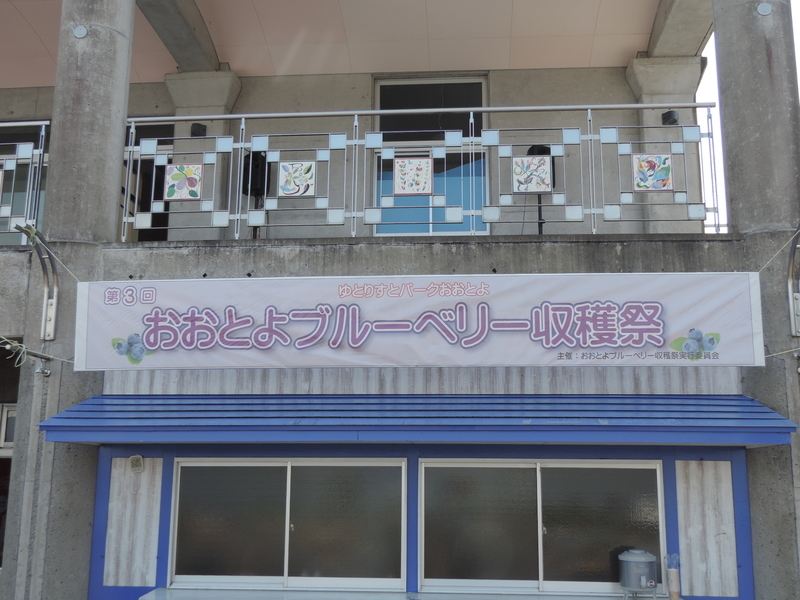 第3回
ゆとりすとパークおおとよ
おおとよブルーベリー収穫祭
主催：おおとよブルーベリー収穫祭実行委員会